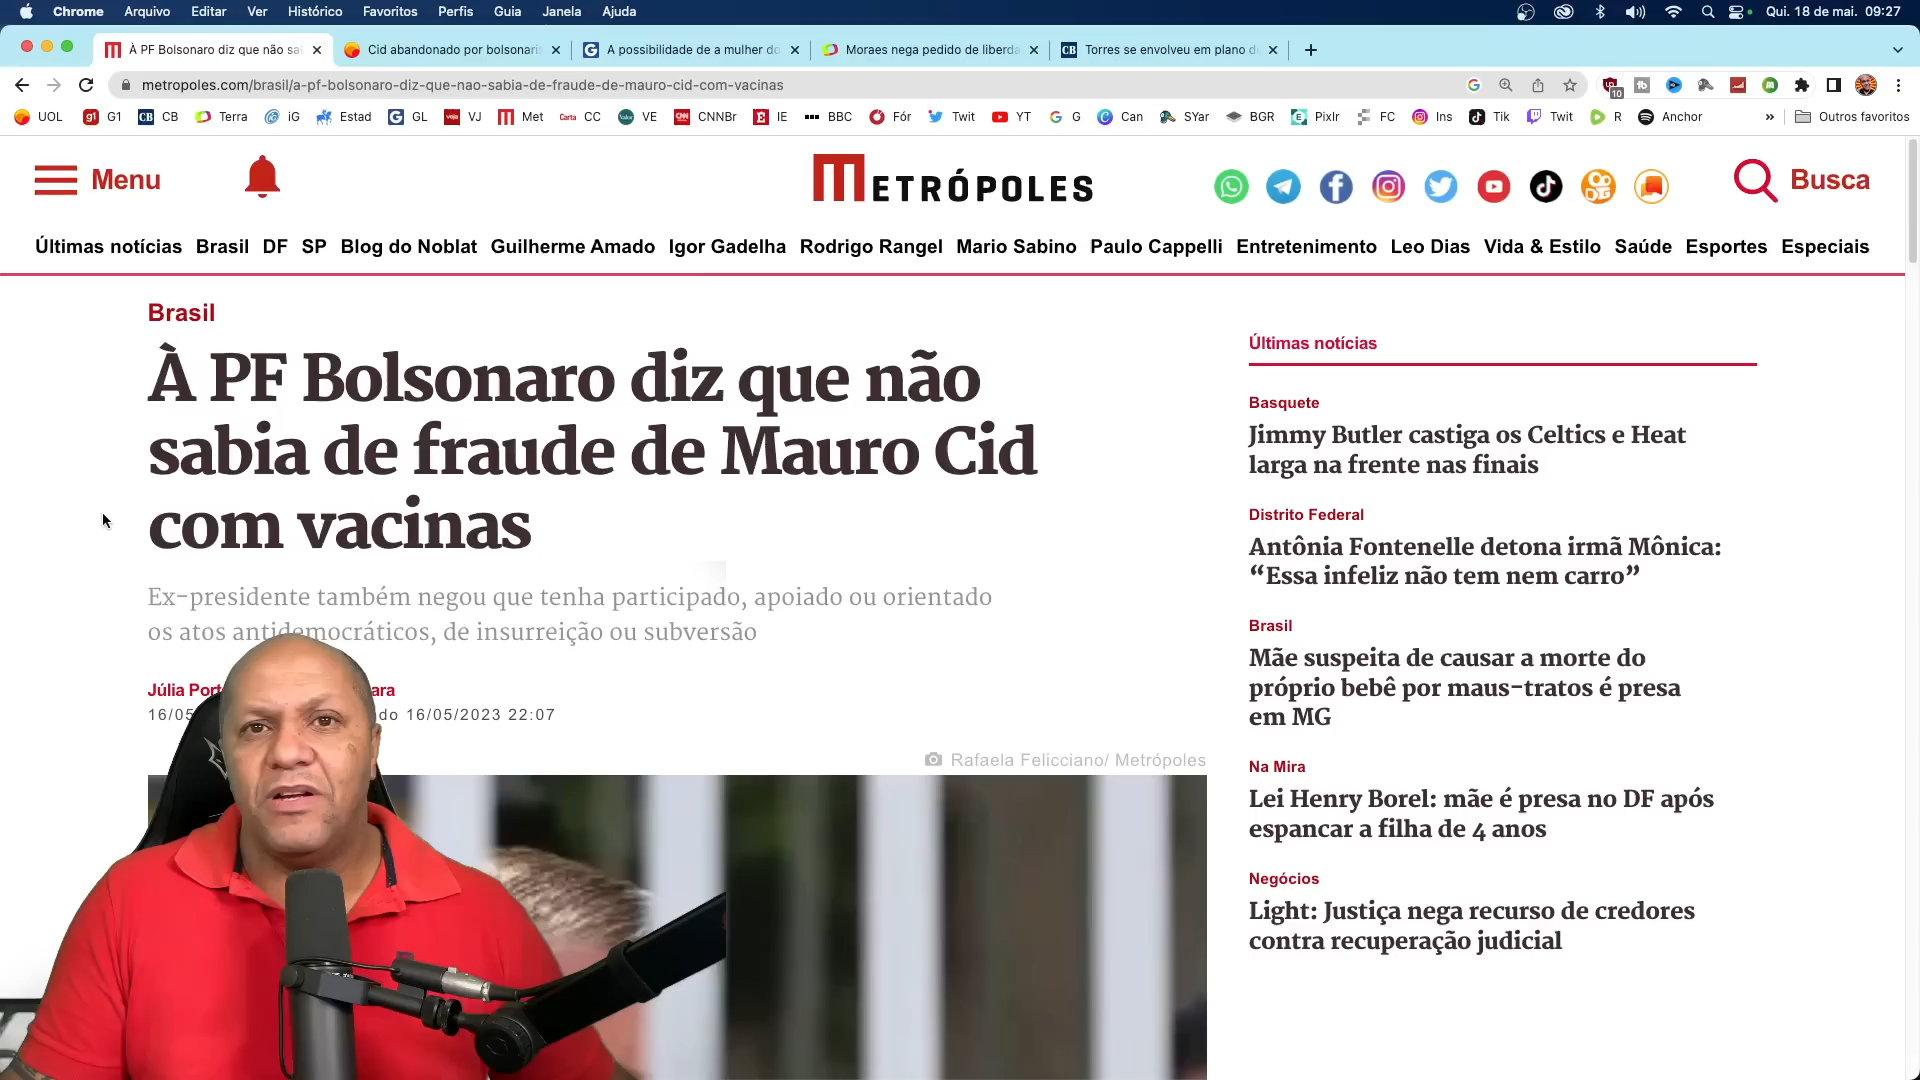 Chrome Arquivo Editar Ver Histórico Favoritos Perfis Guia Janela Ajuda Qui. 18 de mai. 09:27
À PF Bolsonaro diz que não sa Cid abandonado por bolsonaris A possibilidade de a mulher do Moraes nega pedido de liberda Torres se envolveu em plano d
metropoles.com/brasil/a-pf-bolsonaro-diz-que-nao-sabia-de-fraude-de-mauro-cid-com-vacinas 10
UOL G1 CB Terra iG Estad GL VJ Met CC VE CNNBr IE BBC Fór Twit YT G Can SYar BGR Pixlr FC Ins Tik Twit R Anchor » Outros favoritos
Menu METRÓPOLES Busca
Últimas notícias Brasil DF SP Blog do Noblat Guilherme Amado Igor Gadelha Rodrigo Rangel Mario Sabino Paulo Cappelli Entretenimento Leo Dias Vida & Estilo Saúde Esportes Especiais
Brasil
À PF Bolsonaro diz que não
sabia de fraude de Mauro Cid
com vacinas
Ex-presidente também negou que tenha participado, apoiado ou orientado
os atos antidemocráticos, de insurreição ou subversão
Júlia Port ara
16/05 do 16/05/2023 22:07
Rafaela Felicciano/ Metrópoles
Últimas notícias
Basquete
Jimmy Butler castiga os Celtics e Heat
larga na frente nas finais
Distrito Federal
Antônia Fontenelle detona irmã Mônica:
“Essa infeliz não tem nem carro”
Brasil
Mãe suspeita de causar a morte do
próprio bebê por maus-tratos é presa
em MG
Na Mira
Lei Henry Borel: mãe é presa no DF após
espancar a filha de 4 anos
Negócios
Light: Justiça nega recurso de credores
contra recuperação judicial